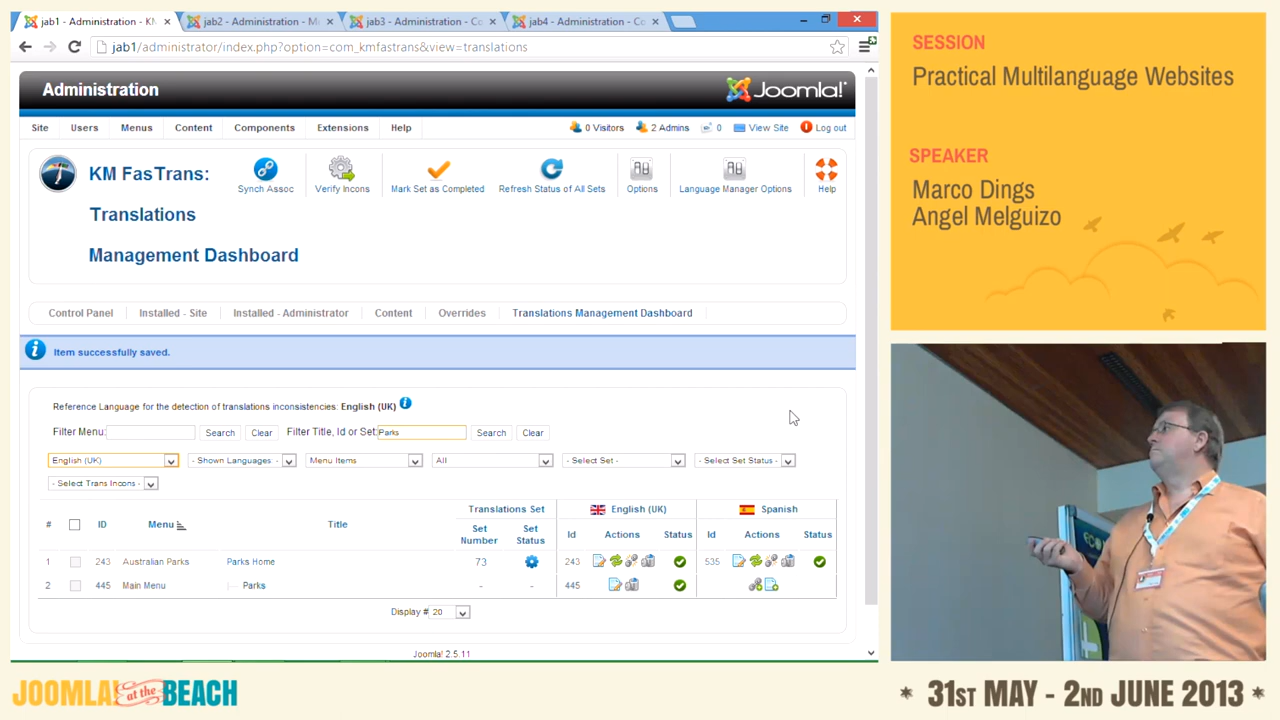 jab1 - Administration - KM
jab2 - Administration - M
jab3 - Administration - Co
jab4 - Administration - Co
jab1/administrator/index.php?option=com_kmfastrans&view=translations
Administration
Joomla!
Site Users Menus Content Components Extensions Help
0 Visitors 2 Admins 0 View Site Log out
KM FasTrans:
Translations
Management Dashboard
Synch Assoc
Verify Incons
Mark Set as Completed
Refresh Status of All Sets
Options
Language Manager Options
Help
Control Panel Installed - Site Installed - Administrator Content Overrides Translations Management Dashboard
Item successfully saved.
Reference Language for the detection of translations inconsistencies: English (UK)
Filter Menu: Search Clear Filter Title, Id or Set: Parks Search Clear
English (UK) - Shown Languages - Menu Items All - Select Set - - Select Set Status -
- Select Trans Incons -
Translations Set English (UK) Spanish
# ID Menu Title Set Number Set Status Id Actions Status Id Actions Status
1 243 Australian Parks Parks Home 73 243 535
2 445 Main Menu Parks - - 445
Display # 20
Joomla! 2.5.11
SESSION
Practical Multilanguage Websites
SPEAKER
Marco Dings
Angel Melguizo
JOOMLA! at the BEACH
* 31ST MAY - 2ND JUNE 2013 *